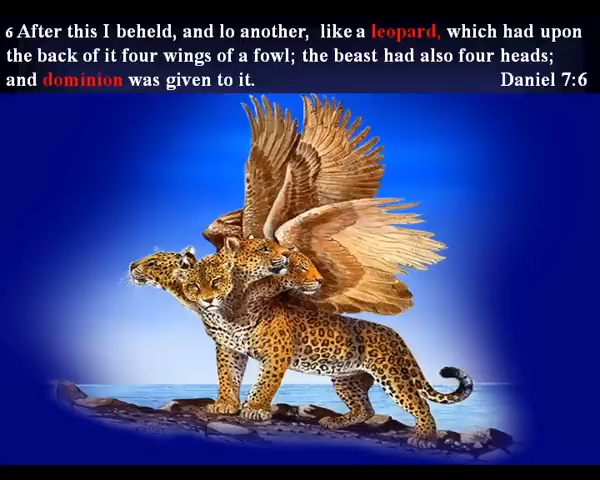 6 After this I beheld, and lo another, like a leopard, which had upon
the back of it four wings of a fowl; the beast had also four heads;
and dominion was given to it. Daniel 7:6